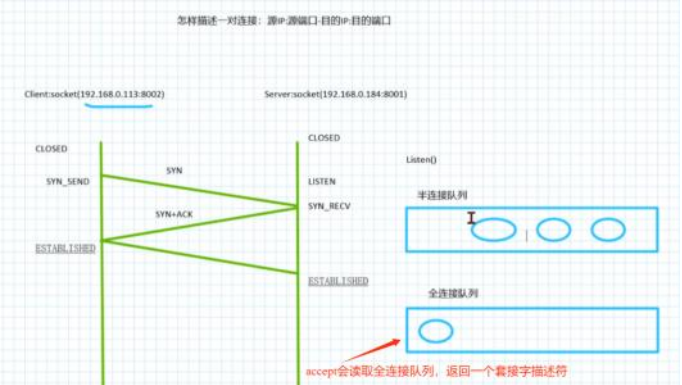 怎样描述一对连接：源IP:源端口-目的IP:目的端口
Client:socket(192.168.0.113:8002)
Server:socket(192.168.0.184:8001)
CLOSED
CLOSED
Listen()
SYN
SYN_SEND
LISTEN
半连接队列
SYN_RECV
SYN+ACK
ESTABLISHED
ESTABLISHED
全连接队列
accept会读取全连接队列，返回一个套接字描述符